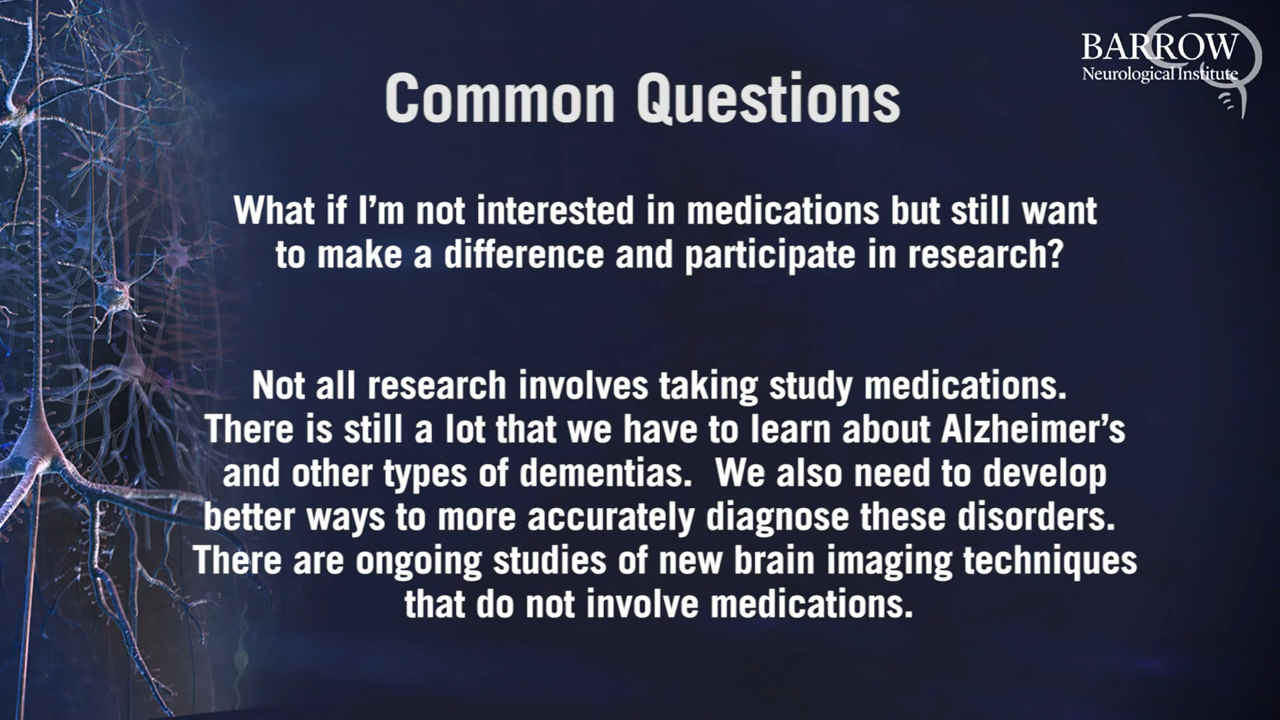 BARROW
Neurological Institute
Common Questions
What if I'm not interested in medications but still want
to make a difference and participate in research?
Not all research involves taking study medications.
There is still a lot that we have to learn about Alzheimer's
and other types of dementias.  We also need to develop
better ways to more accurately diagnose these disorders.
There are ongoing studies of new brain imaging techniques
that do not involve medications.